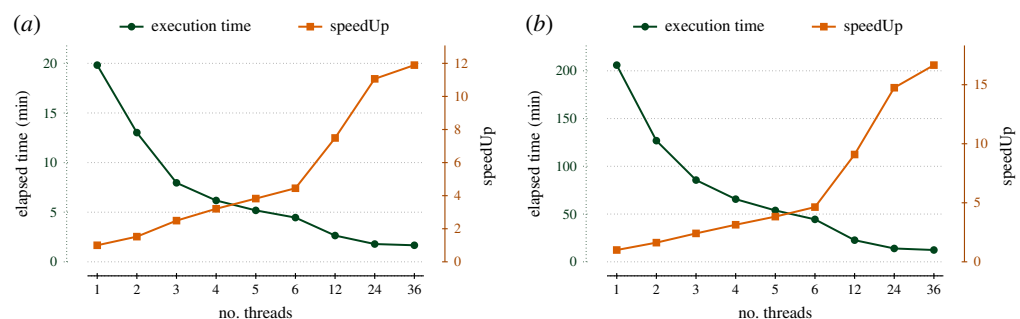 (a)
execution time
speedUp
elapsed time (min)
20
15
10
5
0
12
10
8
6
4
2
0
speedUp
1 2 3 4 5 6 12 24 36
no. threads
(b)
execution time
speedUp
elapsed time (min)
200
150
100
50
0
15
10
5
0
speedUp
1 2 3 4 5 6 12 24 36
no. threads